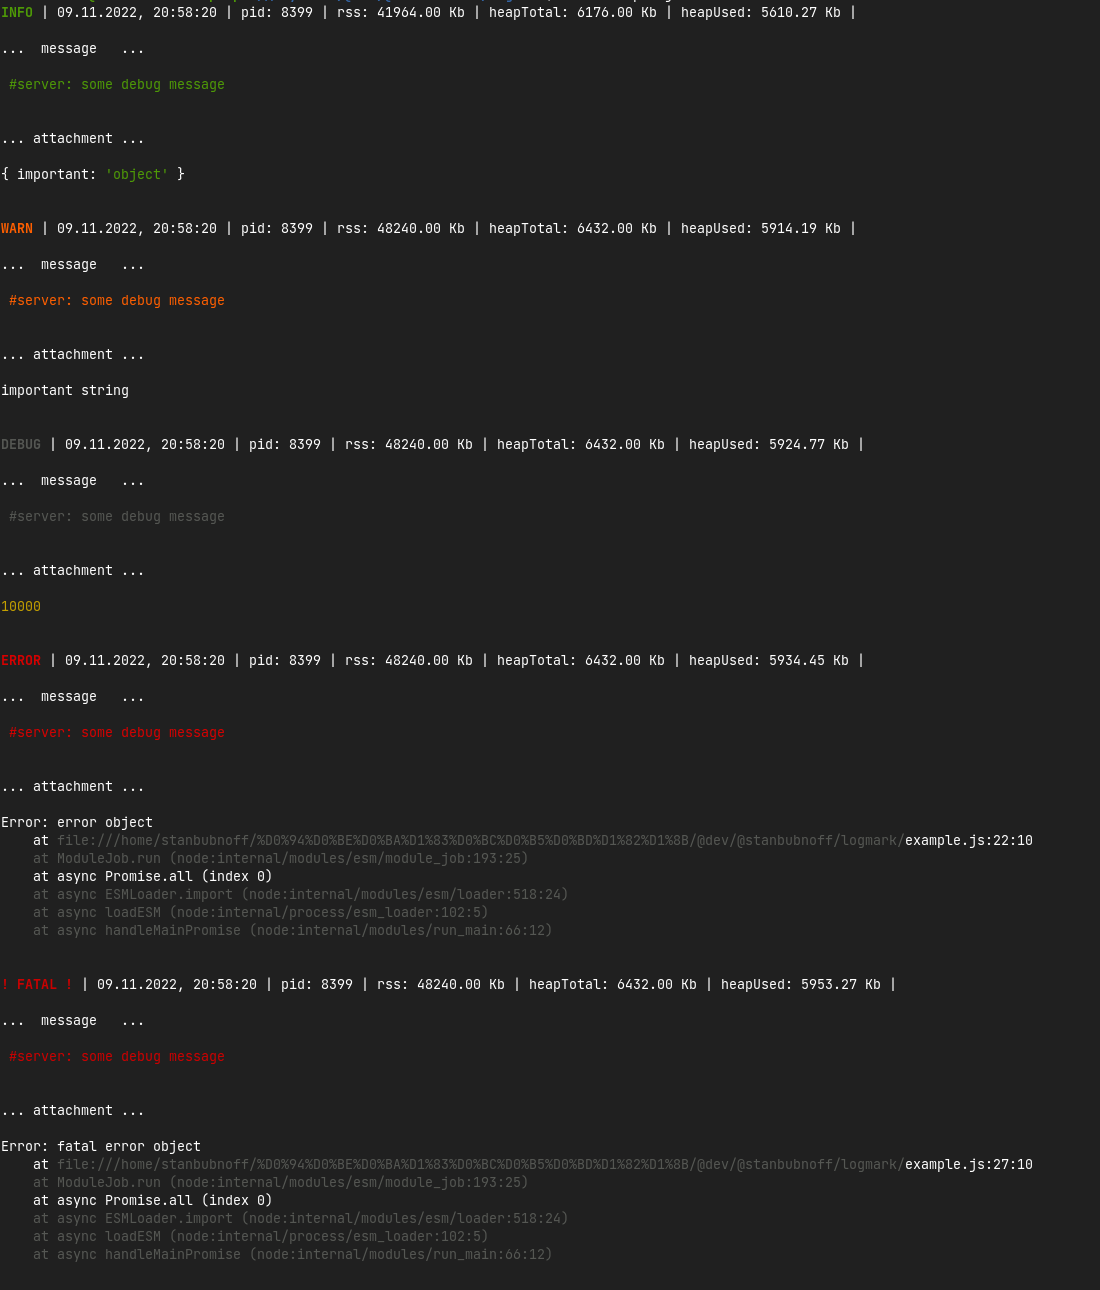 INFO | 09.11.2022, 20:58:20 | pid: 8399 | rss: 41964.00 Kb | heapTotal: 6176.00 Kb | heapUsed: 5610.27 Kb |
...  message   ...
#server: some debug message
... attachment ...
{ important: 'object' }
WARN | 09.11.2022, 20:58:20 | pid: 8399 | rss: 48240.00 Kb | heapTotal: 6432.00 Kb | heapUsed: 5914.19 Kb |
...  message   ...
#server: some debug message
... attachment ...
important string
DEBUG | 09.11.2022, 20:58:20 | pid: 8399 | rss: 48240.00 Kb | heapTotal: 6432.00 Kb | heapUsed: 5924.77 Kb |
...  message   ...
#server: some debug message
... attachment ...
10000
ERROR | 09.11.2022, 20:58:20 | pid: 8399 | rss: 48240.00 Kb | heapTotal: 6432.00 Kb | heapUsed: 5934.45 Kb |
...  message   ...
#server: some debug message
... attachment ...
Error: error object
    at file:///home/stanbubnoff/%D0%94%D0%BE%D0%BA%D1%83%D0%BC%D0%B5%D0%BD%D1%82%D1%8B/@dev/@stanbubnoff/logmark/example.js:22:10
    at ModuleJob.run (node:internal/modules/esm/module_job:193:25)
    at async Promise.all (index 0)
    at async ESMLoader.import (node:internal/modules/esm/loader:518:24)
    at async loadESM (node:internal/process/esm_loader:102:5)
    at async handleMainPromise (node:internal/modules/run_main:66:12)
! FATAL ! | 09.11.2022, 20:58:20 | pid: 8399 | rss: 48240.00 Kb | heapTotal: 6432.00 Kb | heapUsed: 5953.27 Kb |
...  message   ...
#server: some debug message
... attachment ...
Error: fatal error object
    at file:///home/stanbubnoff/%D0%94%D0%BE%D0%BA%D1%83%D0%BC%D0%B5%D0%BD%D1%82%D1%8B/@dev/@stanbubnoff/logmark/example.js:27:10
    at ModuleJob.run (node:internal/modules/esm/module_job:193:25)
    at async Promise.all (index 0)
    at async ESMLoader.import (node:internal/modules/esm/loader:518:24)
    at async loadESM (node:internal/process/esm_loader:102:5)
    at async handleMainPromise (node:internal/modules/run_main:66:12)